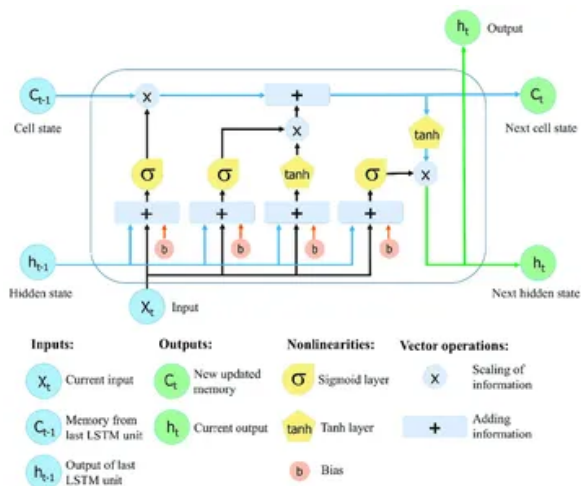 ht Output
Ct-1 x + Ct
Cell state tanh Next cell state
x
σ σ tanh σ x
+ + + +
b b b b
ht-1 ht
Hidden state Next hidden state
Xt Input
Inputs: Outputs: Nonlinearities: Vector operations:
Xt Current input Ct New updated memory σ Sigmoid layer x Scaling of information
Ct-1 Memory from last LSTM unit ht Current output tanh Tanh layer + Adding information
ht-1 Output of last LSTM unit b Bias